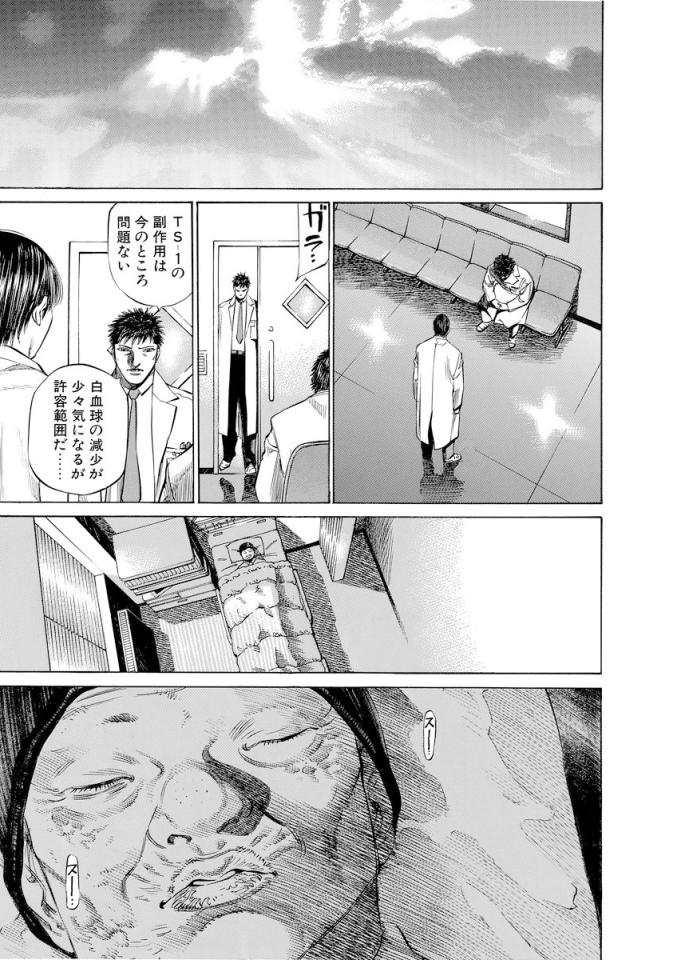 ガラ…
TS-1の
副作用は
今のところ
問題ない
白血球の減少が
少々気になるが
許容範囲だ……
スー…
スー…